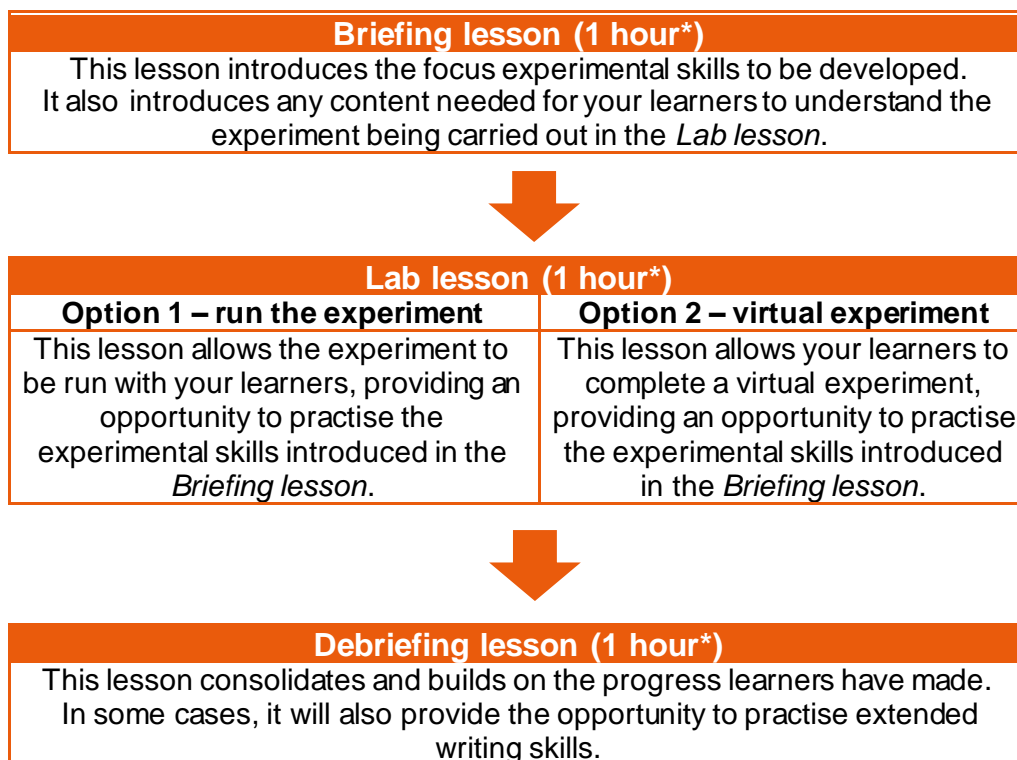 Briefing lesson (1 hour*)
This lesson introduces the focus experimental skills to be developed.
It also introduces any content needed for your learners to understand the
experiment being carried out in the Lab lesson.
Lab lesson (1 hour*)
Option 1 – run the experiment
This lesson allows the experiment to
be run with your learners, providing an
opportunity to practise the
experimental skills introduced in the
Briefing lesson.
Option 2 – virtual experiment
This lesson allows your learners to
complete a virtual experiment,
providing an opportunity to practise
the experimental skills introduced
in the Briefing lesson.
Debriefing lesson (1 hour*)
This lesson consolidates and builds on the progress learners have made.
In some cases, it will also provide the opportunity to practise extended
writing skills.